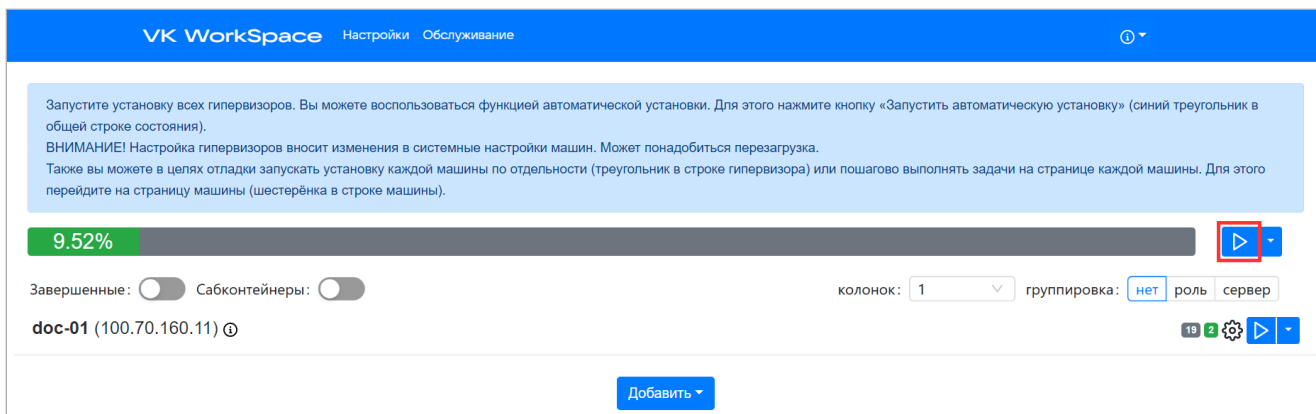 VK WorkSpace Настройки Обслуживание
Запустите установку всех гипервизоров. Вы можете воспользоваться функцией автоматической установки. Для этого нажмите кнопку «Запустить автоматическую установку» (синий треугольник в
общей строке состояния).
ВНИМАНИЕ! Настройка гипервизоров вносит изменения в системные настройки машин. Может понадобиться перезагрузка.
Также вы можете в целях отладки запускать установку каждой машины по отдельности (треугольник в строке гипервизора) или пошагово выполнять задачи на странице каждой машины. Для этого
перейдите на страницу машины (шестерёнка в строке машины).
9.52%
Завершенные: Сабконтейнеры: колонок: 1 группировка: нет роль сервер
doc-01 (100.70.160.11) 19 2
Добавить